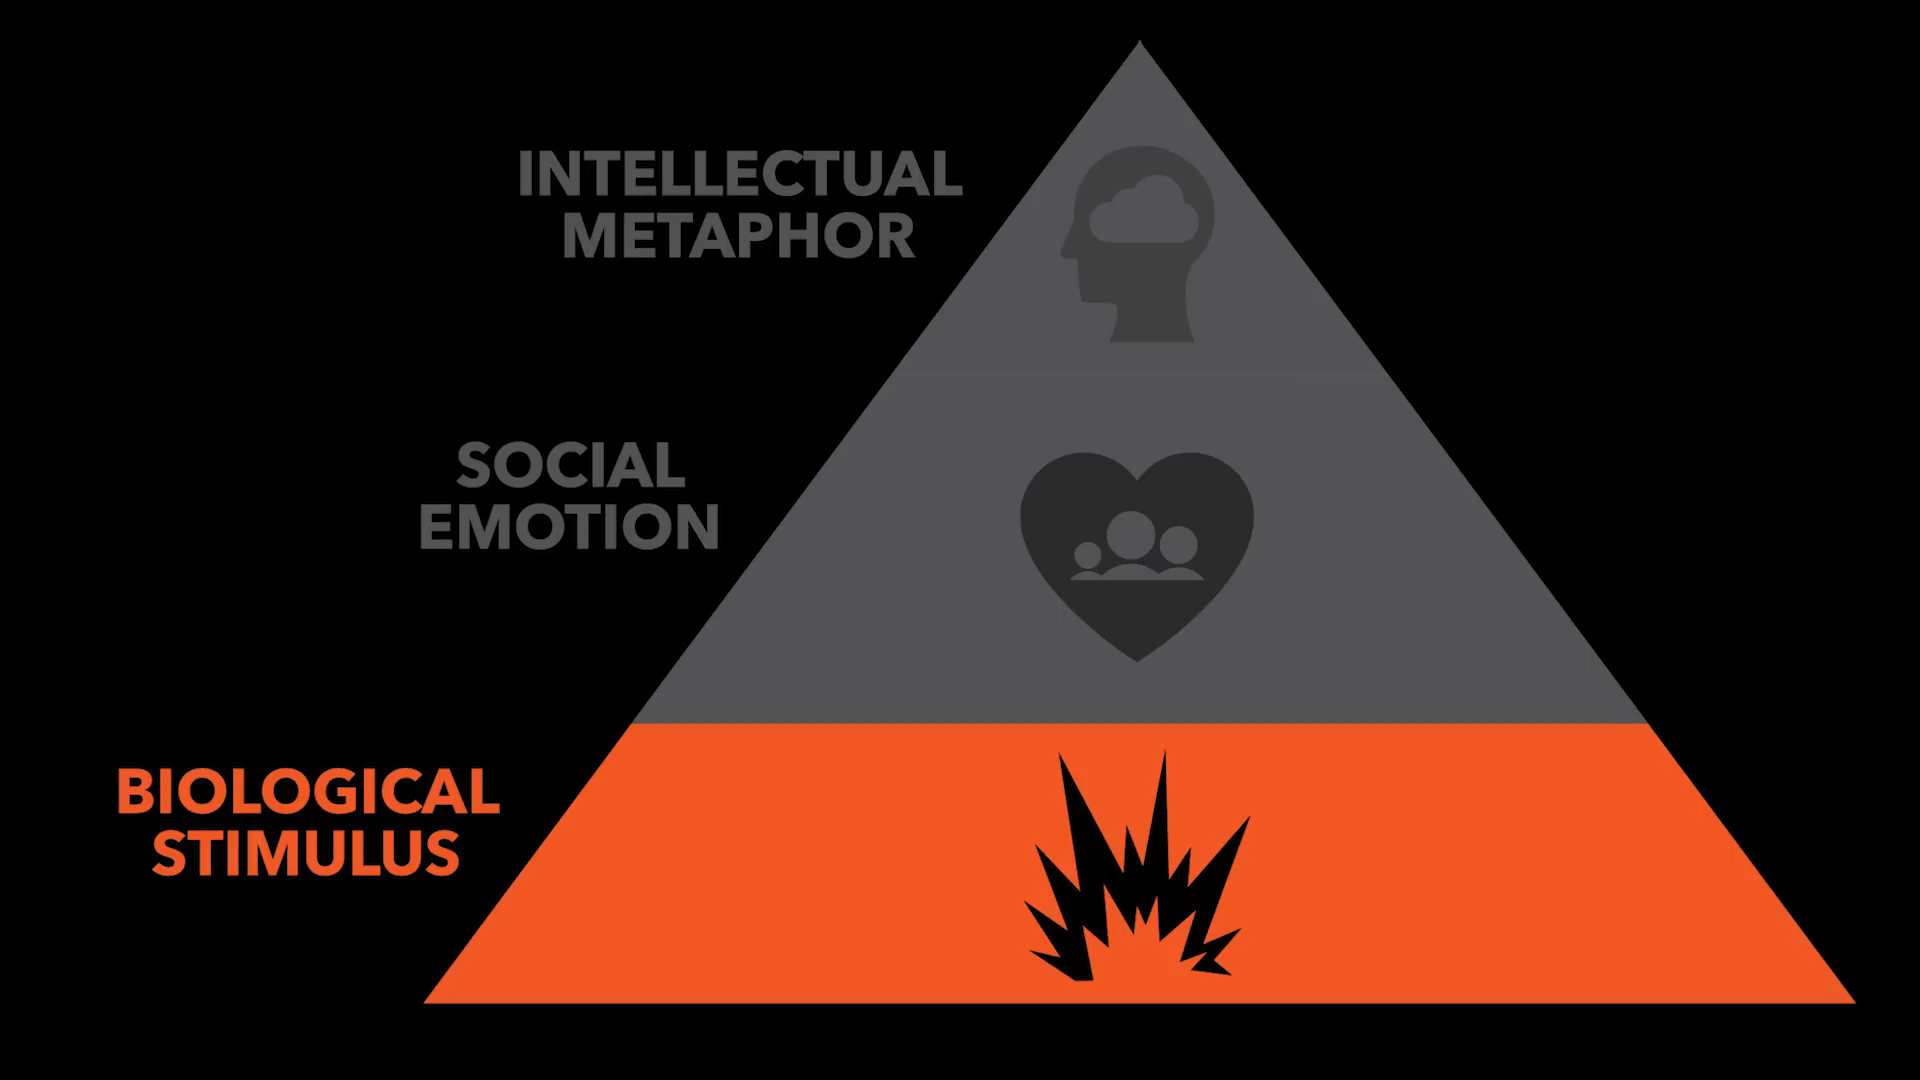 INTELLECTUAL
METAPHOR
SOCIAL
EMOTION
BIOLOGICAL
STIMULUS